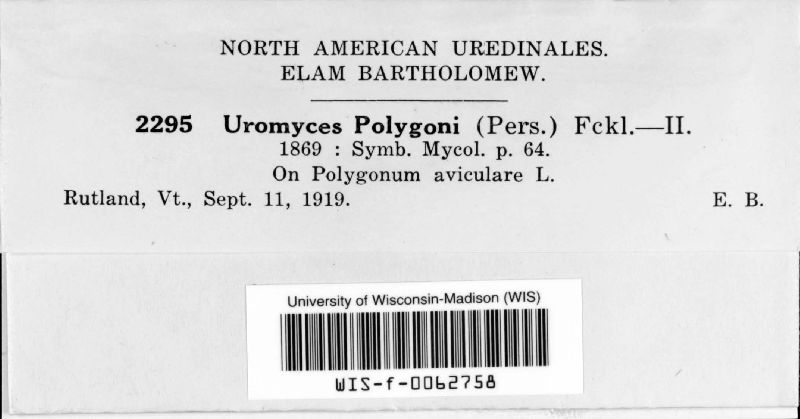 NORTH AMERICAN UREDINALES.
ELAM BARTHOLOMEW.
2295 Uromyces Polygoni (Pers.) Fckl.—II.
1869 : Symb. Mycol. p. 64.
On Polygonum aviculare L.
Rutland, Vt., Sept. 11, 1919. E. B.
University of Wisconsin-Madison (WIS)
WIS-f-0062758